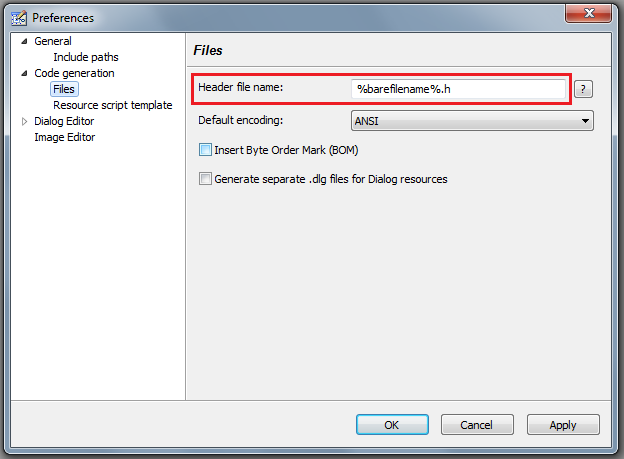 Preferences
General
Include paths
Code generation
Files
Resource script template
Dialog Editor
Image Editor
Files
Header file name: %barefilename%.h ?
Default encoding: ANSI
Insert Byte Order Mark (BOM)
Generate separate .dlg files for Dialog resources
OK Cancel Apply